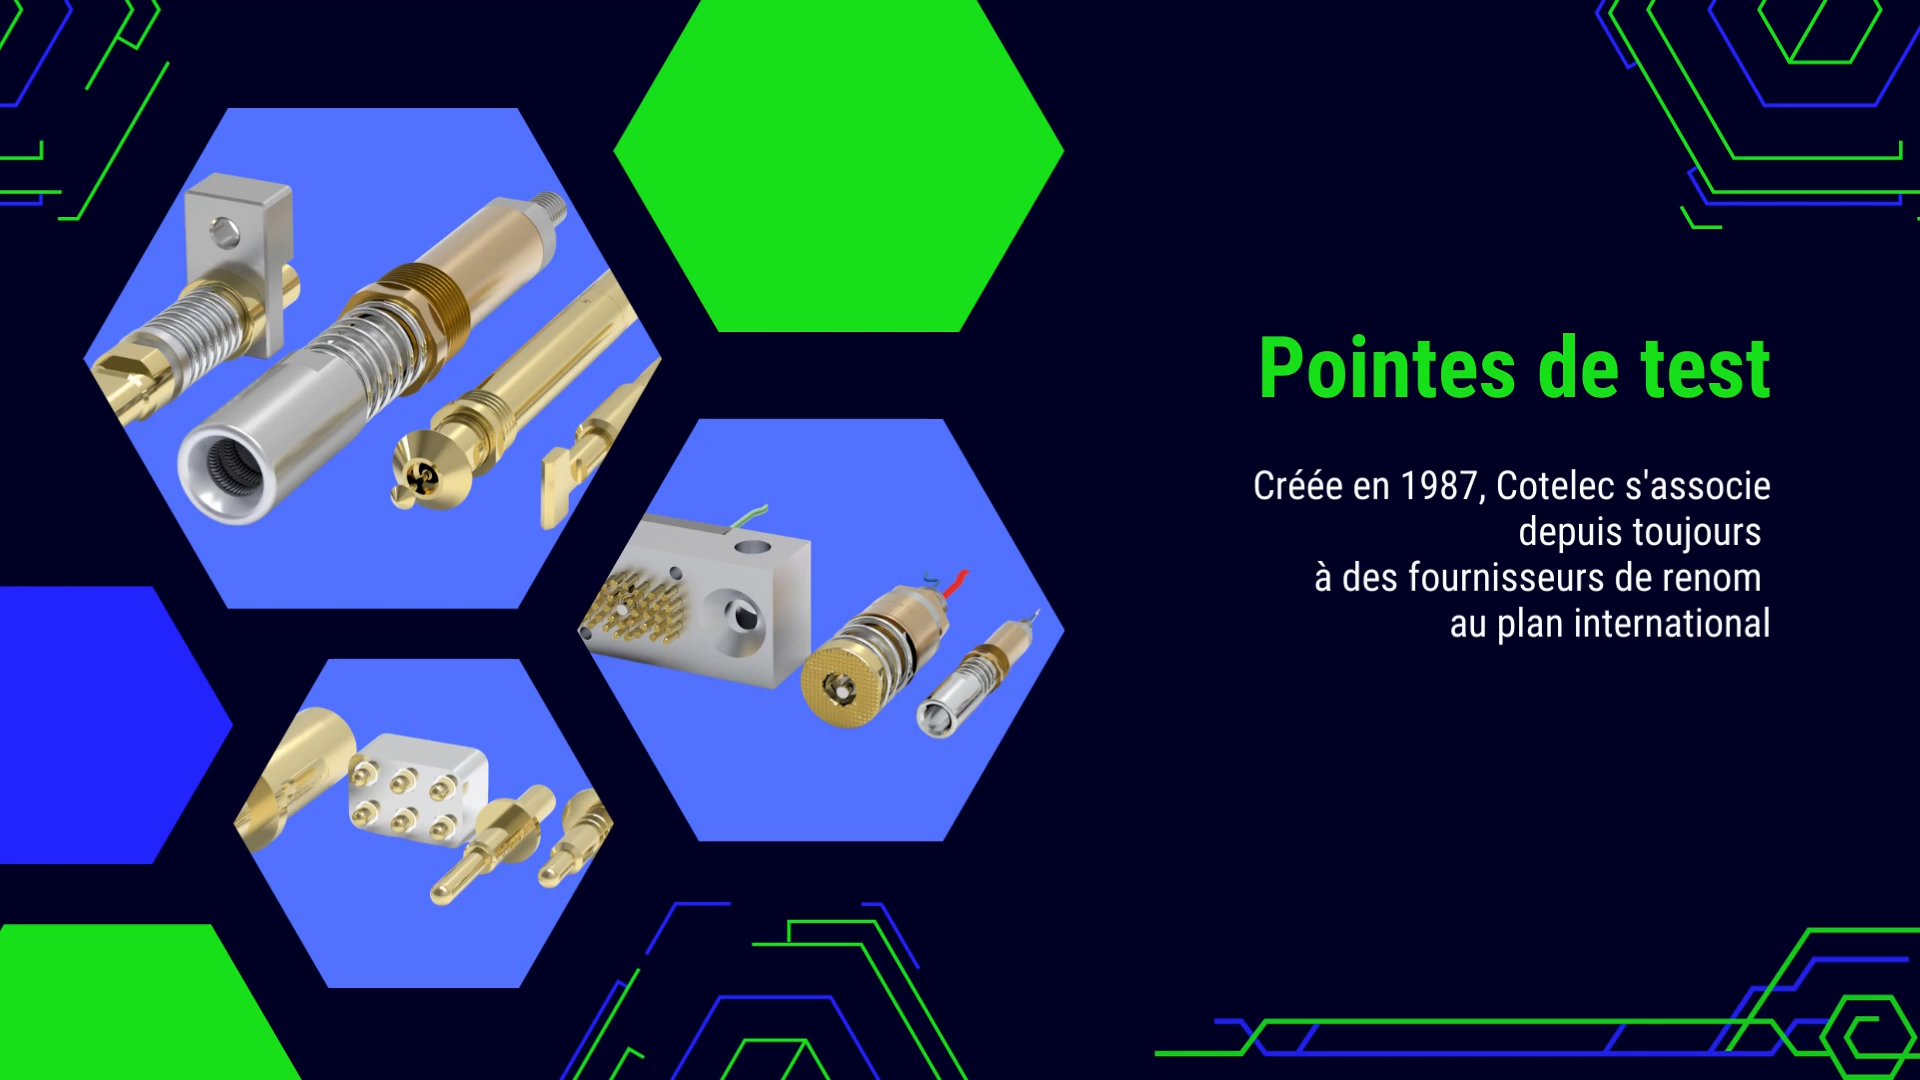 Pointes de test
Créée en 1987, Cotelec s'associe
depuis toujours
à des fournisseurs de renom
au plan international